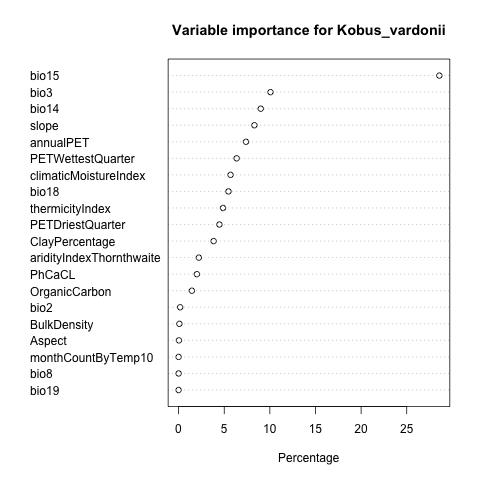 Variable importance for Kobus_vardonii
bio15
bio3
bio14
slope
annualPET
PETWettestQuarter
climaticMoistureIndex
bio18
thermicityIndex
PETDriestQuarter
ClayPercentage
aridityIndexThornthwaite
PhCaCL
OrganicCarbon
bio2
BulkDensity
Aspect
monthCountByTemp10
bio8
bio19
0 5 10 15 20 25
Percentage